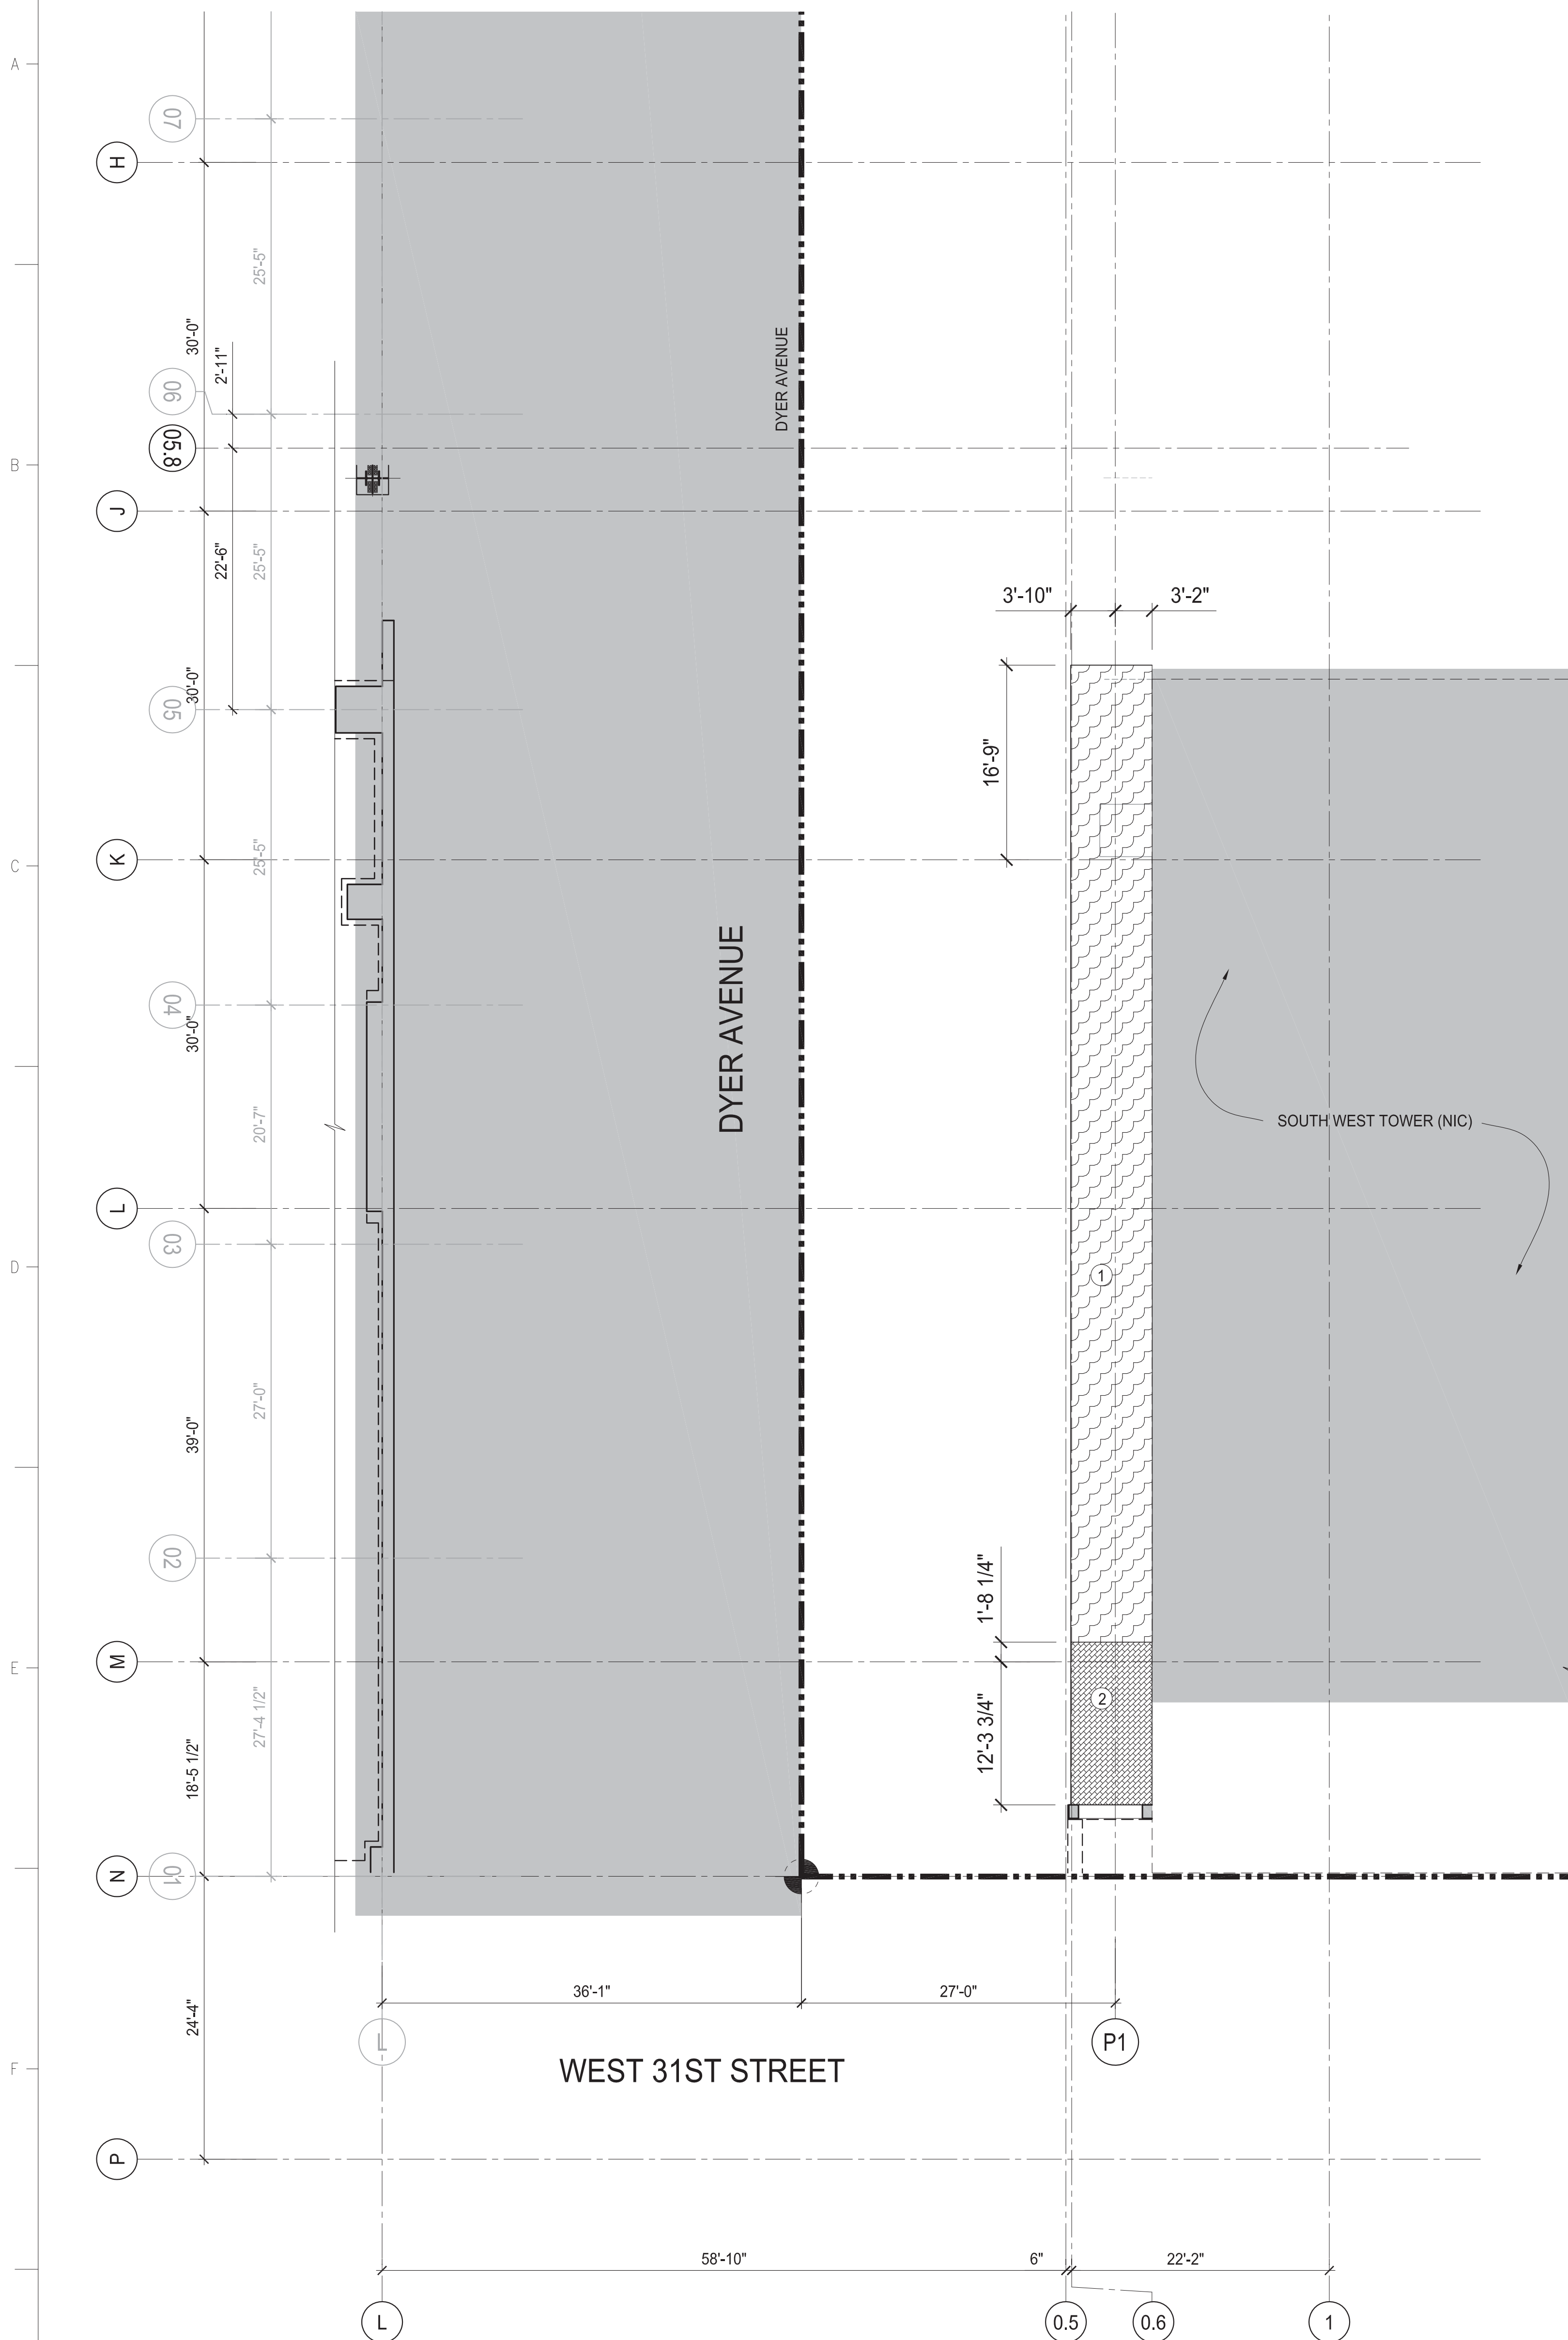 A
07
H
25'-5"
30'-0"
2'-11"
DYER AVENUE
06
05.8
B
J
22'-6"
25'-5"
3'-10"
3'-2"
30'-0"
05
16'-9"
K
C
25'-5"
DYER AVENUE
04
30'-0"
20'-7"
SOUTH WEST TOWER (NIC)
L
03
D
1
27'-0"
39'-0"
02
1'-8 1/4"
M
E
2
27'-4 1/2"
12'-3 3/4"
18'-5 1/2"
N
01
36'-1"
27'-0"
24'-4"
L
P1
F
WEST 31ST STREET
P
58'-10"
6"
22'-2"
L
0.5
0.6
1